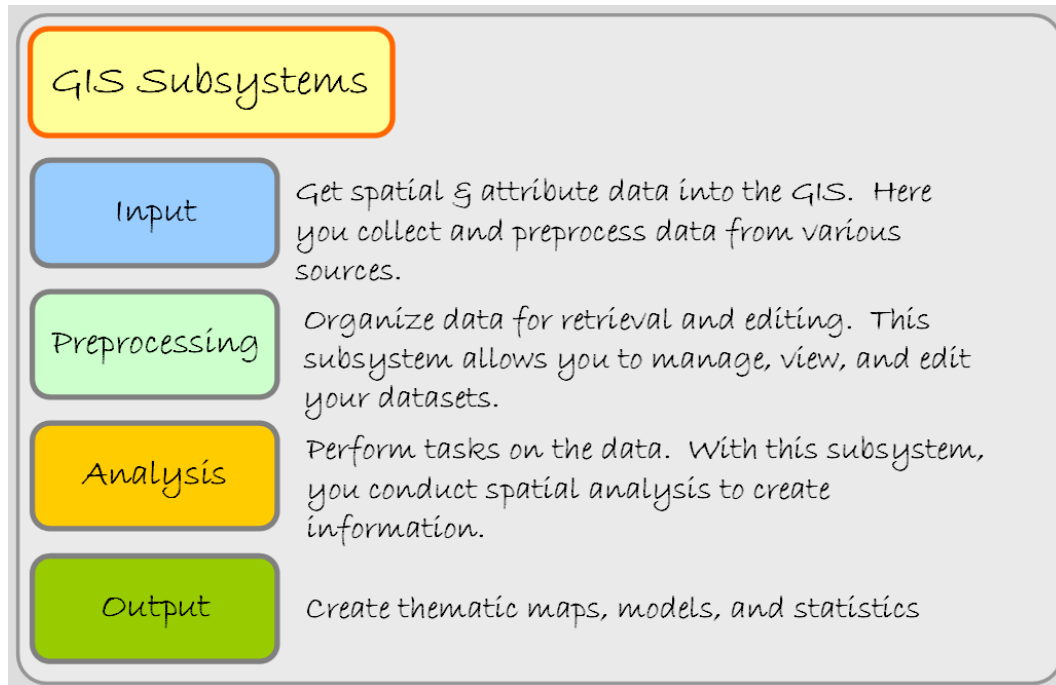 GIS Subsystems
Input
Get spatial & attribute data into the GIS. Here
you collect and preprocess data from various
sources.
Preprocessing
Organize data for retrieval and editing. This
subsystem allows you to manage, view, and edit
your datasets.
Analysis
Perform tasks on the data. With this subsystem,
you conduct spatial analysis to create
information.
Output
Create thematic maps, models, and statistics